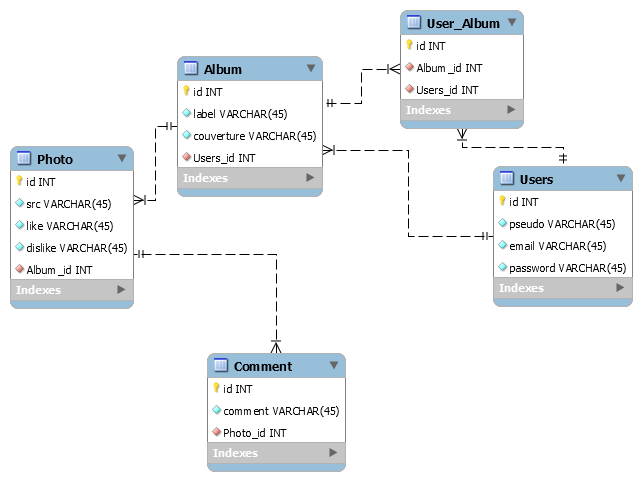 User_Album
id INT
Album_id INT
Users_id INT
Indexes
Album
id INT
label VARCHAR(45)
couverture VARCHAR(45)
Users_id INT
Indexes
Photo
id INT
src VARCHAR(45)
like VARCHAR(45)
dislike VARCHAR(45)
Album_id INT
Indexes
Users
id INT
pseudo VARCHAR(45)
email VARCHAR(45)
password VARCHAR(45)
Indexes
Comment
id INT
comment VARCHAR(45)
Photo_id INT
Indexes